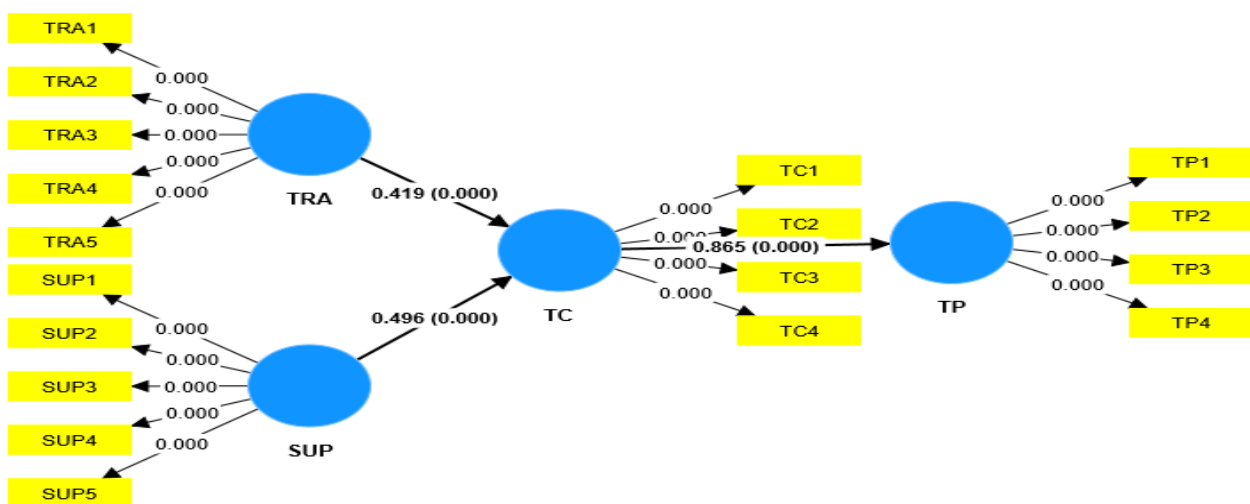 TRA1
TRA2
TRA3
TRA4
TRA5
0.000
0.000
0.000
0.000
0.000
TRA
SUP1
SUP2
SUP3
SUP4
SUP5
0.000
0.000
0.000
0.000
0.000
SUP
0.419 (0.000)
0.496 (0.000)
TC
0.000
0.000
0.865 (0.000)
0.000
0.000
TC1
TC2
TC3
TC4
TP
0.000
0.000
0.000
0.000
TP1
TP2
TP3
TP4